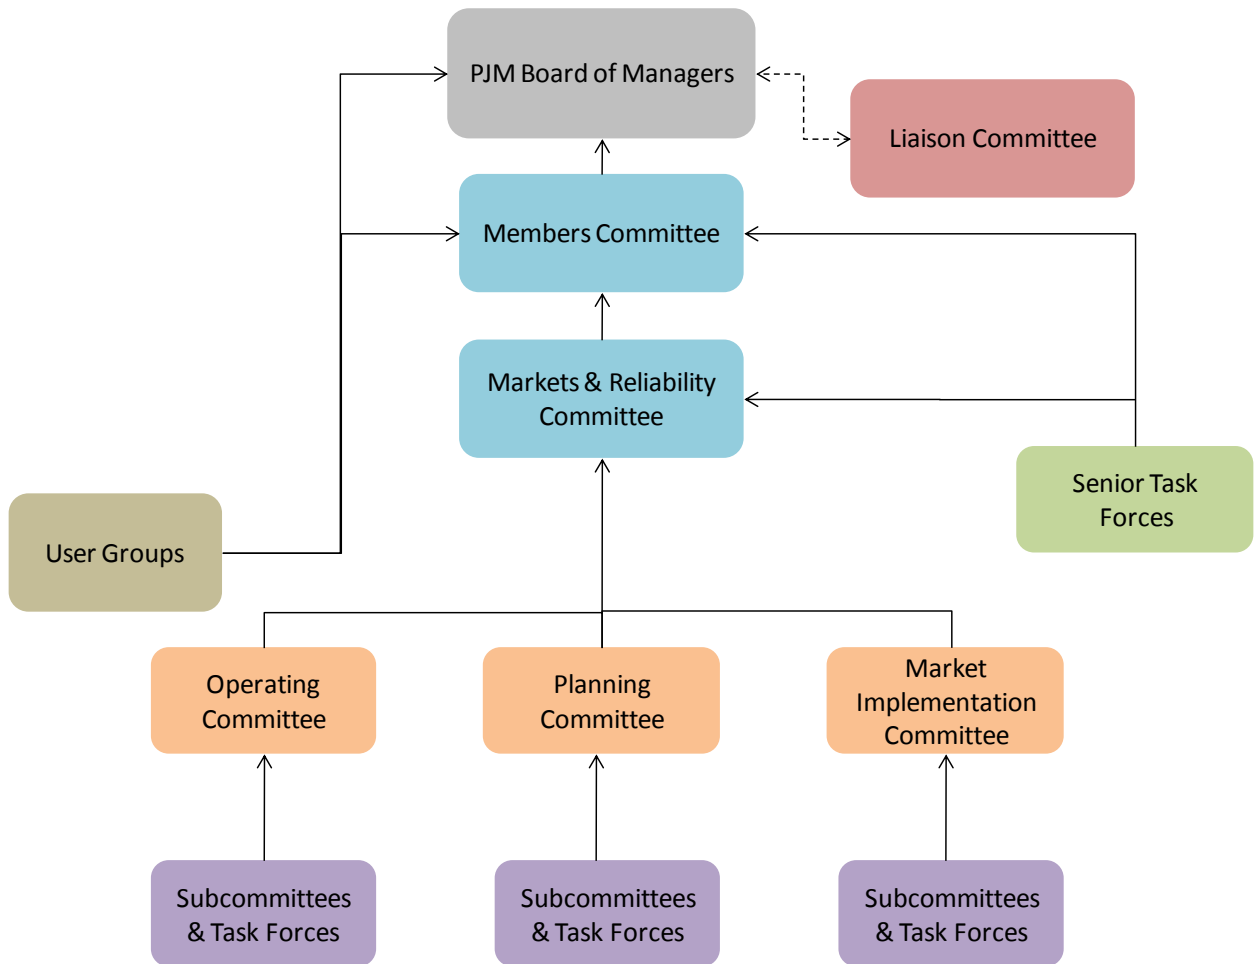 PJM Board of Managers
Liaison Committee
Members Committee
Markets & Reliability
Committee
Senior Task
Forces
User Groups
Operating
Committee
Planning
Committee
Market
Implementation
Committee
Subcommittees
& Task Forces
Subcommittees
& Task Forces
Subcommittees
& Task Forces